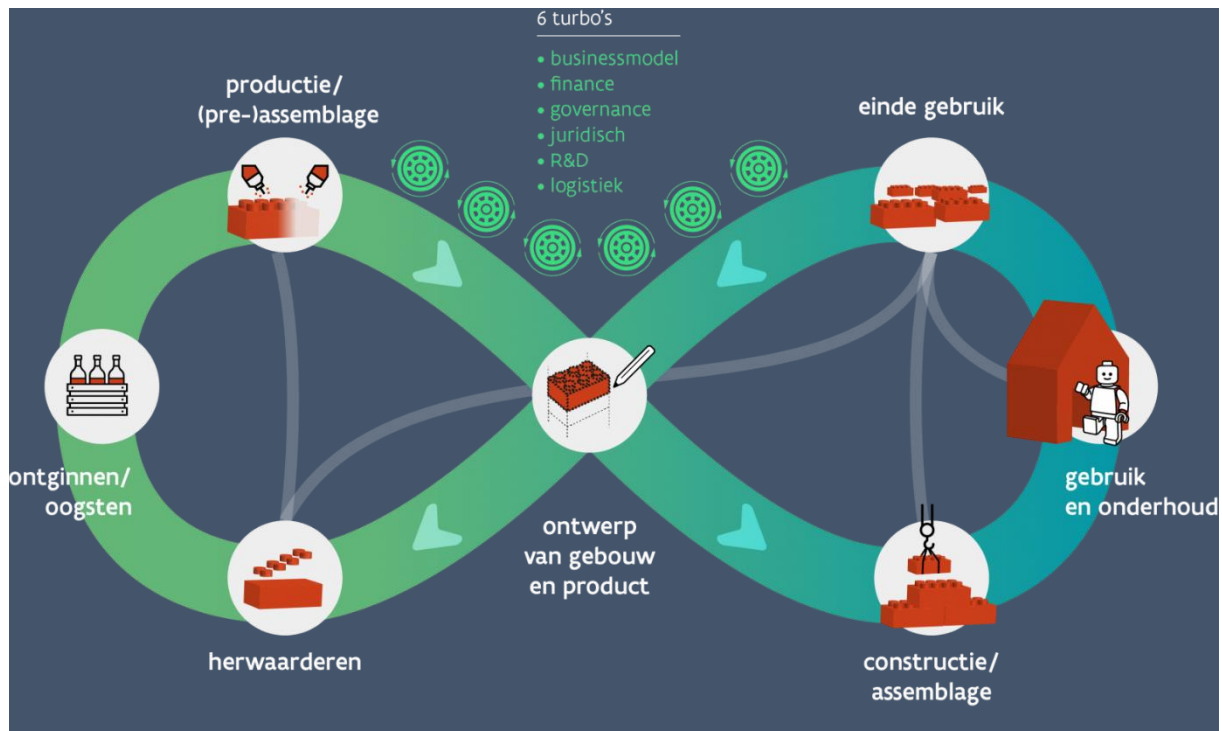 6 turbo's
• businessmodel
• finance
• governance
• juridisch
• R&D
• logistiek
productie/
(pre-)assemblage
einde gebruik
ontginnen/
oogsten
gebruik
en onderhoud
ontwerp
van gebouw
en product
herwaarderen
constructie/
assemblage